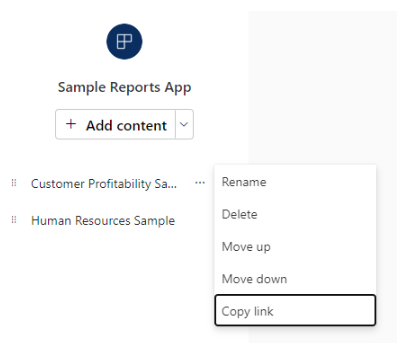 Sample Reports App
+ Add content
Customer Profitability Sa... ...
Human Resources Sample
Rename
Delete
Move up
Move down
Copy link